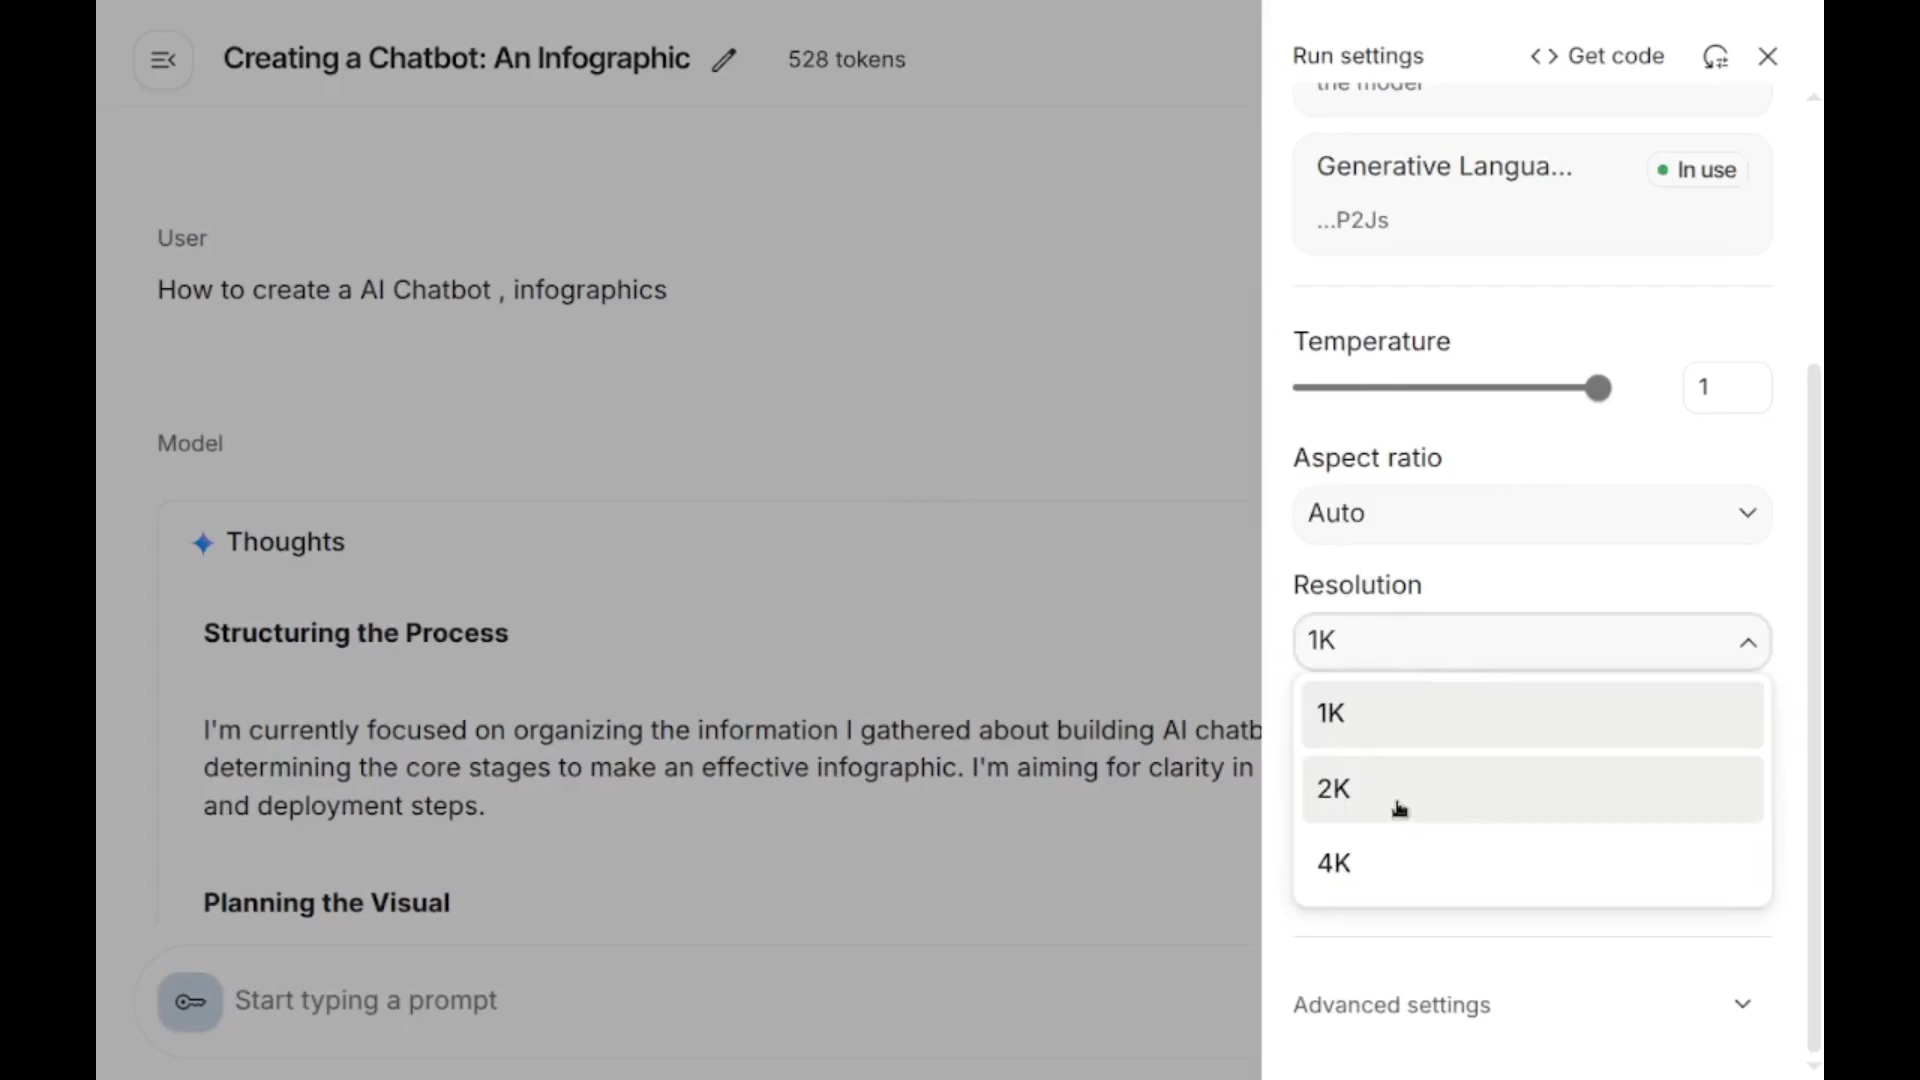 Creating a Chatbot: An Infographic
528 tokens
User
How to create a AI Chatbot , infographics
Model
Thoughts
Structuring the Process
I'm currently focused on organizing the information I gathered about building AI chatb
determining the core stages to make an effective infographic. I'm aiming for clarity in
and deployment steps.
Planning the Visual
Start typing a prompt
Run settings
<> Get code
the model
Generative Langua...
In use
...P2Js
Temperature
1
Aspect ratio
Auto
Resolution
1K
1K
2K
4K
Advanced settings